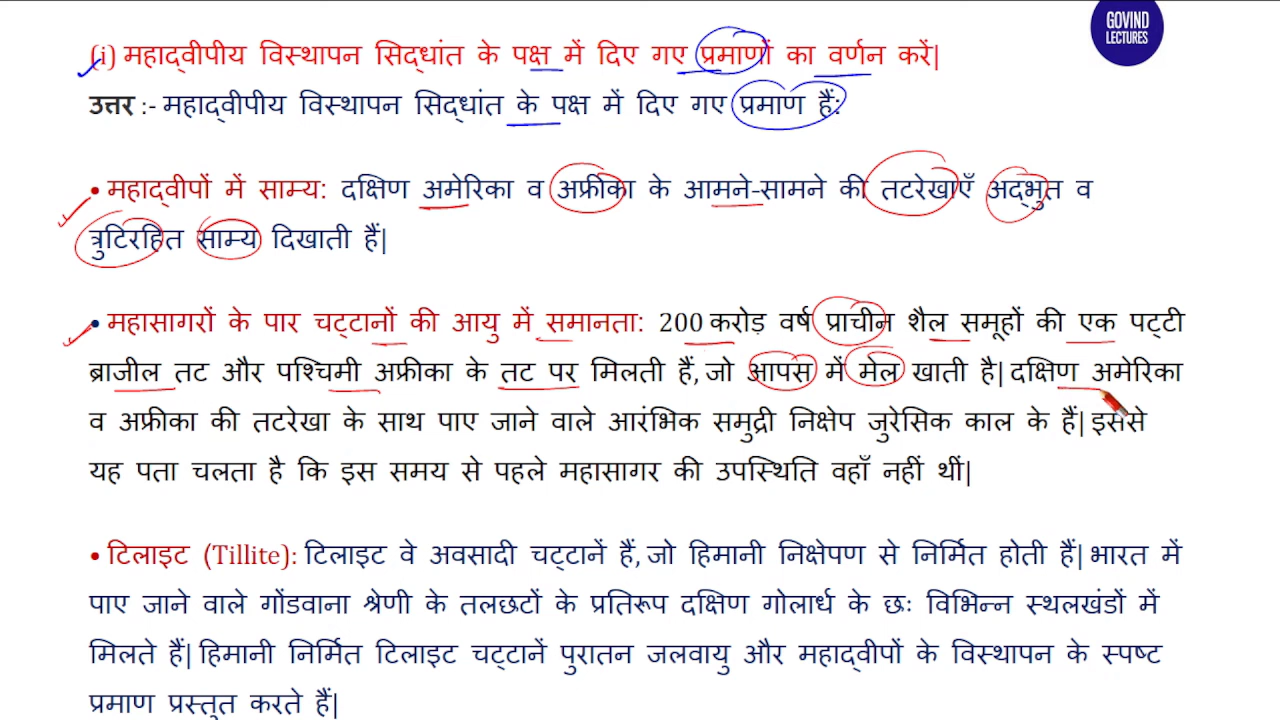 GOVIND
LECTURES
(i) महाद्वीपीय विस्थापन सिद्धांत के पक्ष में दिए गए प्रमाणों का वर्णन करें|
उत्तर :- महाद्वीपीय विस्थापन सिद्धांत के पक्ष में दिए गए प्रमाण हैं:
• महाद्वीपों में साम्य: दक्षिण अमेरिका व अफ्रीका के आमने-सामने की तटरेखाएँ अद्भुत व
त्रुटिरहित साम्य दिखाती हैं|
• महासागरों के पार चट्टानों की आयु में समानता: 200 करोड़ वर्ष प्राचीन शैल समूहों की एक पट्टी
ब्राजील तट और पश्चिमी अफ्रीका के तट पर मिलती हैं, जो आपस में मेल खाती है| दक्षिण अमेरिका
व अफ्रीका की तटरेखा के साथ पाए जाने वाले आरंभिक समुद्री निक्षेप जुरेसिक काल के हैं| इससे
यह पता चलता है कि इस समय से पहले महासागर की उपस्थिति वहाँ नहीं थीं|
• टिलाइट (Tillite): टिलाइट वे अवसादी चट्टानें हैं, जो हिमानी निक्षेपण से निर्मित होती हैं| भारत में
पाए जाने वाले गोंडवाना श्रेणी के तलछटों के प्रतिरूप दक्षिण गोलार्ध के छः विभिन्न स्थलखंडों में
मिलते हैं| हिमानी निर्मित टिलाइट चट्टानें पुरातन जलवायु और महाद्वीपों के विस्थापन के स्पष्ट
प्रमाण प्रस्तुत करते हैं|